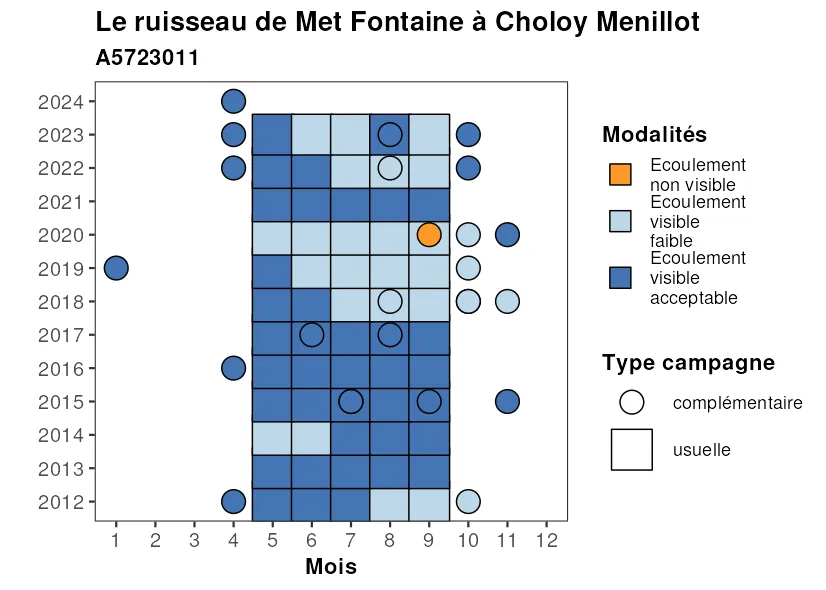 Le ruisseau de Met Fontaine à Choloy Menillot
A5723011
2024
2023
2022
2021
2020
2019
2018
2017
2016
2015
2014
2013
2012
1 2 3 4 5 6 7 8 9 10 11 12
Mois
Modalités
Ecoulement
non visible
Ecoulement
visible
faible
Ecoulement
visible
acceptable
Type campagne
complémentaire
usuelle